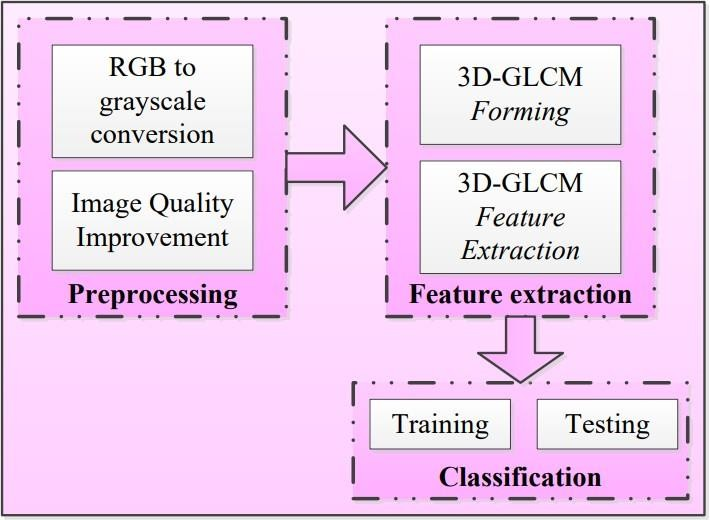 RGB to
grayscale
conversion
Image Quality
Improvement
Preprocessing
3D-GLCM
Forming
3D-GLCM
Feature
Extraction
Feature extraction
Training
Testing
Classification